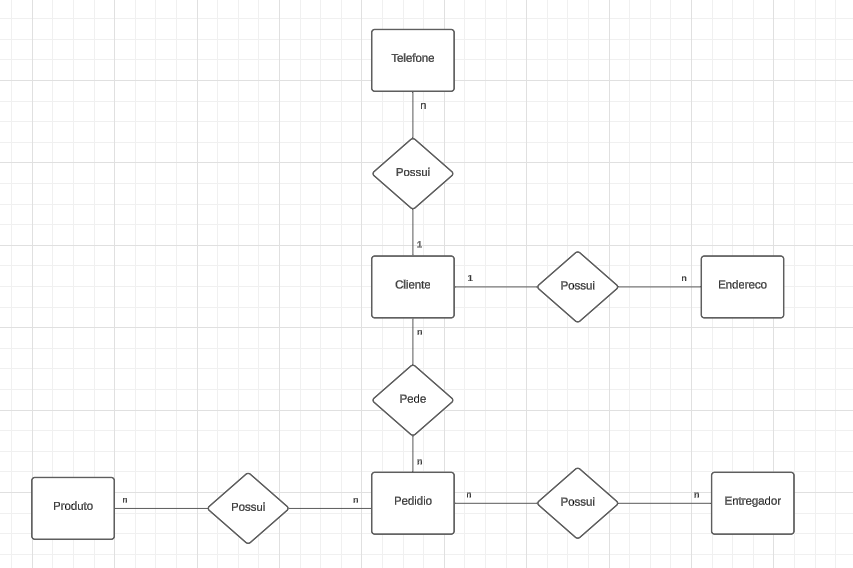 Telefone
n
Possui
1
Cliente
1
Possui
n
Endereco
n
Pede
n
Produto
n
Possui
n
Pedidio
n
Possui
n
Entregador